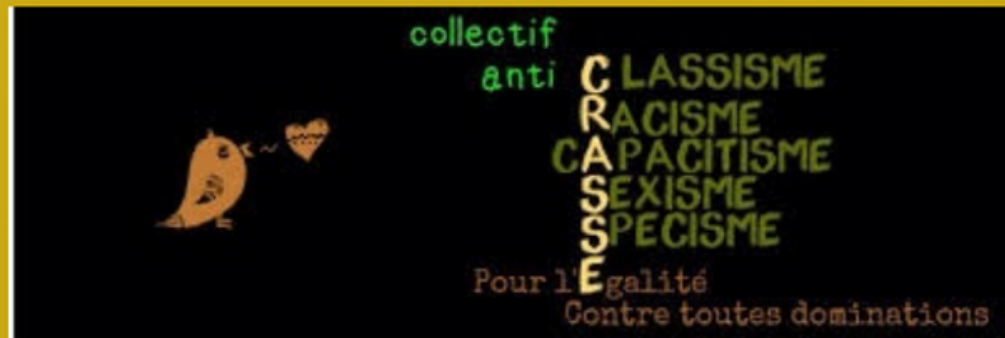 collectif
anti CLASSISME
RACISME
CAPACITISME
SEXISME
SPECISME
Pour l'Egalité
Contre toutes dominations